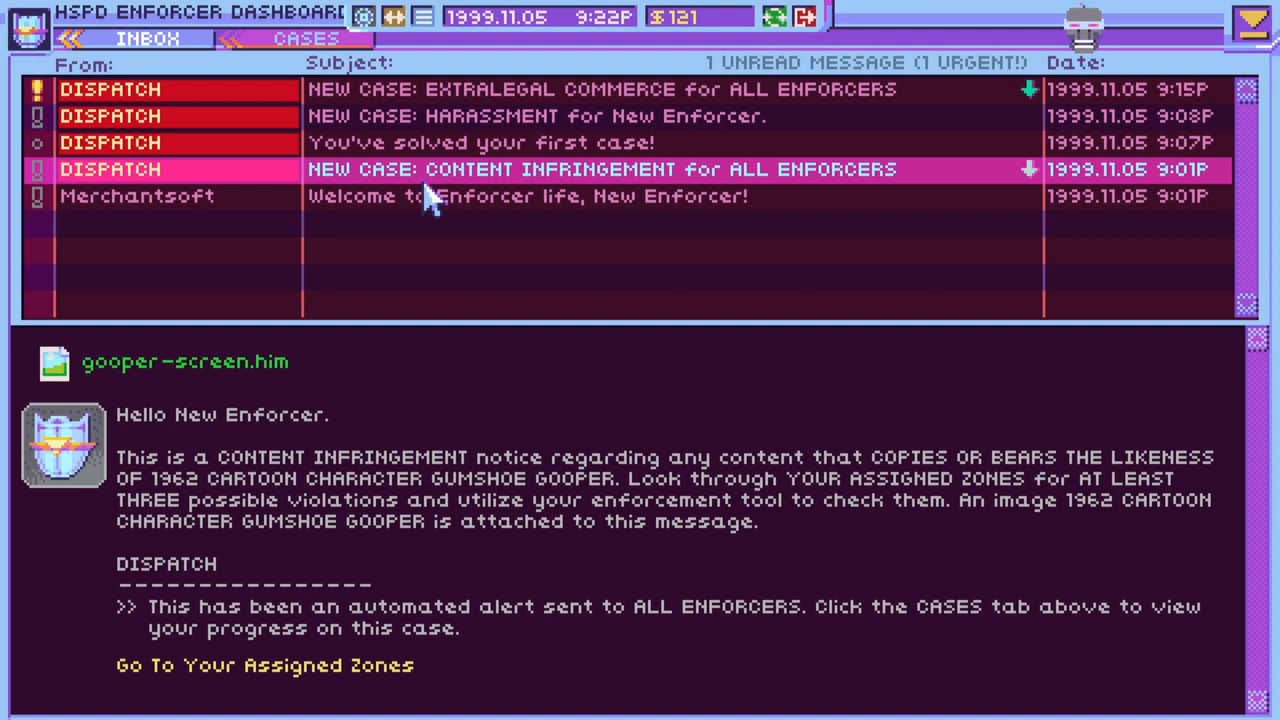 HSPD ENFORCER DASHBOARD
1999.11.05 9:22P 121
INBOX CASES
From: Subject: 1 UNREAD MESSAGE (1 URGENT!) Date:
DISPATCH NEW CASE: EXTRALEGAL COMMERCE for ALL ENFORCERS 1999.11.05 9:15P
DISPATCH NEW CASE: HARASSMENT for New Enforcer. 1999.11.05 9:08P
DISPATCH You've solved your first case! 1999.11.05 9:07P
DISPATCH NEW CASE: CONTENT INFRINGEMENT for ALL ENFORCERS 1999.11.05 9:01P
Merchantsoft Welcome to Enforcer life, New Enforcer! 1999.11.05 9:01P
gooper-screen.him
Hello New Enforcer.
This is a CONTENT INFRINGEMENT notice regarding any content that COPIES OR BEARS THE LIKENESS
OF 1962 CARTOON CHARACTER GUMSHOE GOOPER. Look through YOUR ASSIGNED ZONES for AT LEAST
THREE possible violations and utilize your enforcement tool to check them. An image 1962 CARTOON
CHARACTER GUMSHOE GOOPER is attached to this message.
DISPATCH
----------------
>> This has been an automated alert sent to ALL ENFORCERS. Click the CASES tab above to view
your progress on this case.
Go To Your Assigned Zones